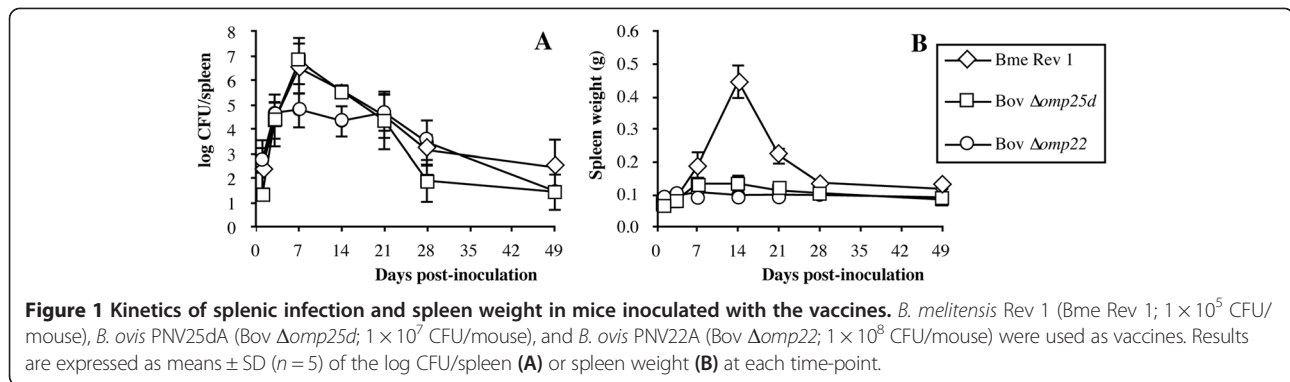 A
8
7
6
5
4
3
2
1
0
log CFU/spleen
0 7 14 21 28 35 42 49
Days post-inoculation
B
0.6
0.5
0.4
0.3
0.2
0.1
0.0
Spleen weight (g)
0 7 14 21 28 35 42 49
Days post-inoculation
Bme Rev 1
Bov Δomp25d
Bov Δomp22
Figure 1 Kinetics of splenic infection and spleen weight in mice inoculated with the vaccines. B. melitensis Rev 1 (Bme Rev 1; 1 × 10⁵ CFU/
mouse), B. ovis PNV25dA (Bov Δomp25d; 1 × 10⁷ CFU/mouse), and B. ovis PNV22A (Bov Δomp22; 1 × 10⁸ CFU/mouse) were used as vaccines. Results
are expressed as means ± SD (n = 5) of the log CFU/spleen (A) or spleen weight (B) at each time-point.